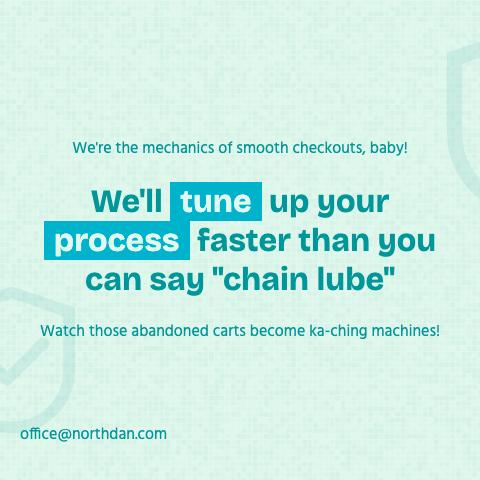 We're the mechanics of smooth checkouts, baby!
We'll tune up your
process faster than you
can say "chain lube"
Watch those abandoned carts become ka-ching machines!
office@northdan.com